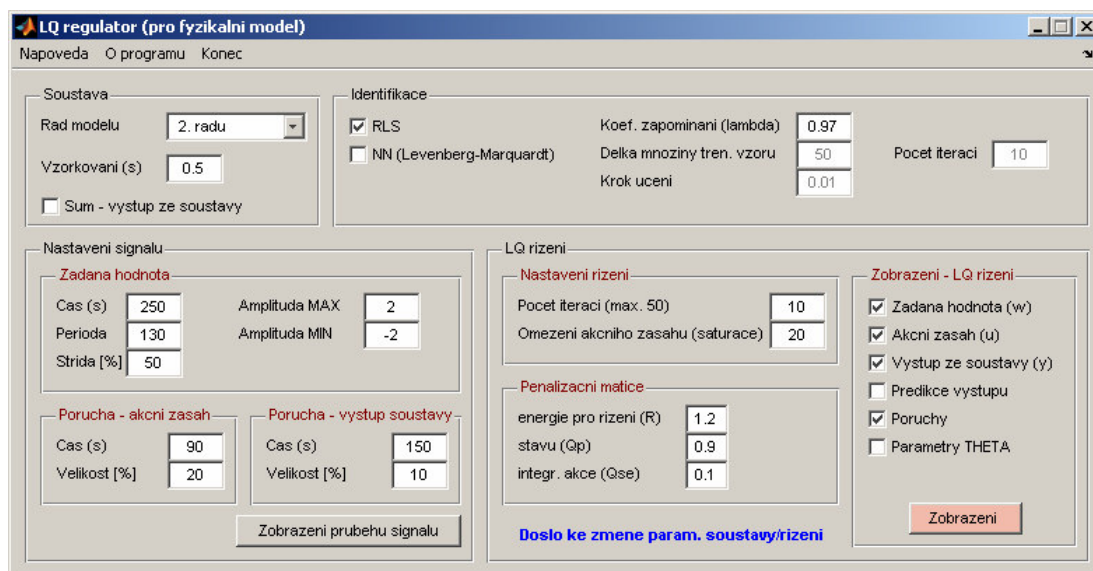 LQ regulator (pro fyzikalni model)
Napoveda O programu Konec
Soustava
Rad modelu 2. radu
Vzorkovani (s) 0.5
Sum - vystup ze soustavy
Identifikace
RLS
NN (Levenberg-Marquardt)
Koef. zapominani (lambda) 0.97
Delka mnoziny tren. vzoru 50
Krok uceni 0.01
Pocet iteraci 10
Nastaveni signalu
Zadana hodnota
Cas (s) 250
Perioda 130
Strida [%] 50
Amplituda MAX 2
Amplituda MIN -2
Porucha - akcni zasah
Cas (s) 90
Velikost [%] 20
Porucha - vystup soustavy
Cas (s) 150
Velikost [%] 10
Zobrazeni prubehu signalu
LQ rizeni
Nastaveni rizeni
Pocet iteraci (max. 50) 10
Omezeni akcniho zasahu (saturace) 20
Penalizacni matice
energie pro rizeni (R) 1.2
stavu (Qp) 0.9
integr. akce (Qse) 0.1
Doslo ke zmene param. soustavy/rizeni
Zobrazeni - LQ rizeni
Zadana hodnota (w)
Akcni zasah (u)
Vystup ze soustavy (y)
Predikce vystupu
Poruchy
Parametry THETA
Zobrazeni